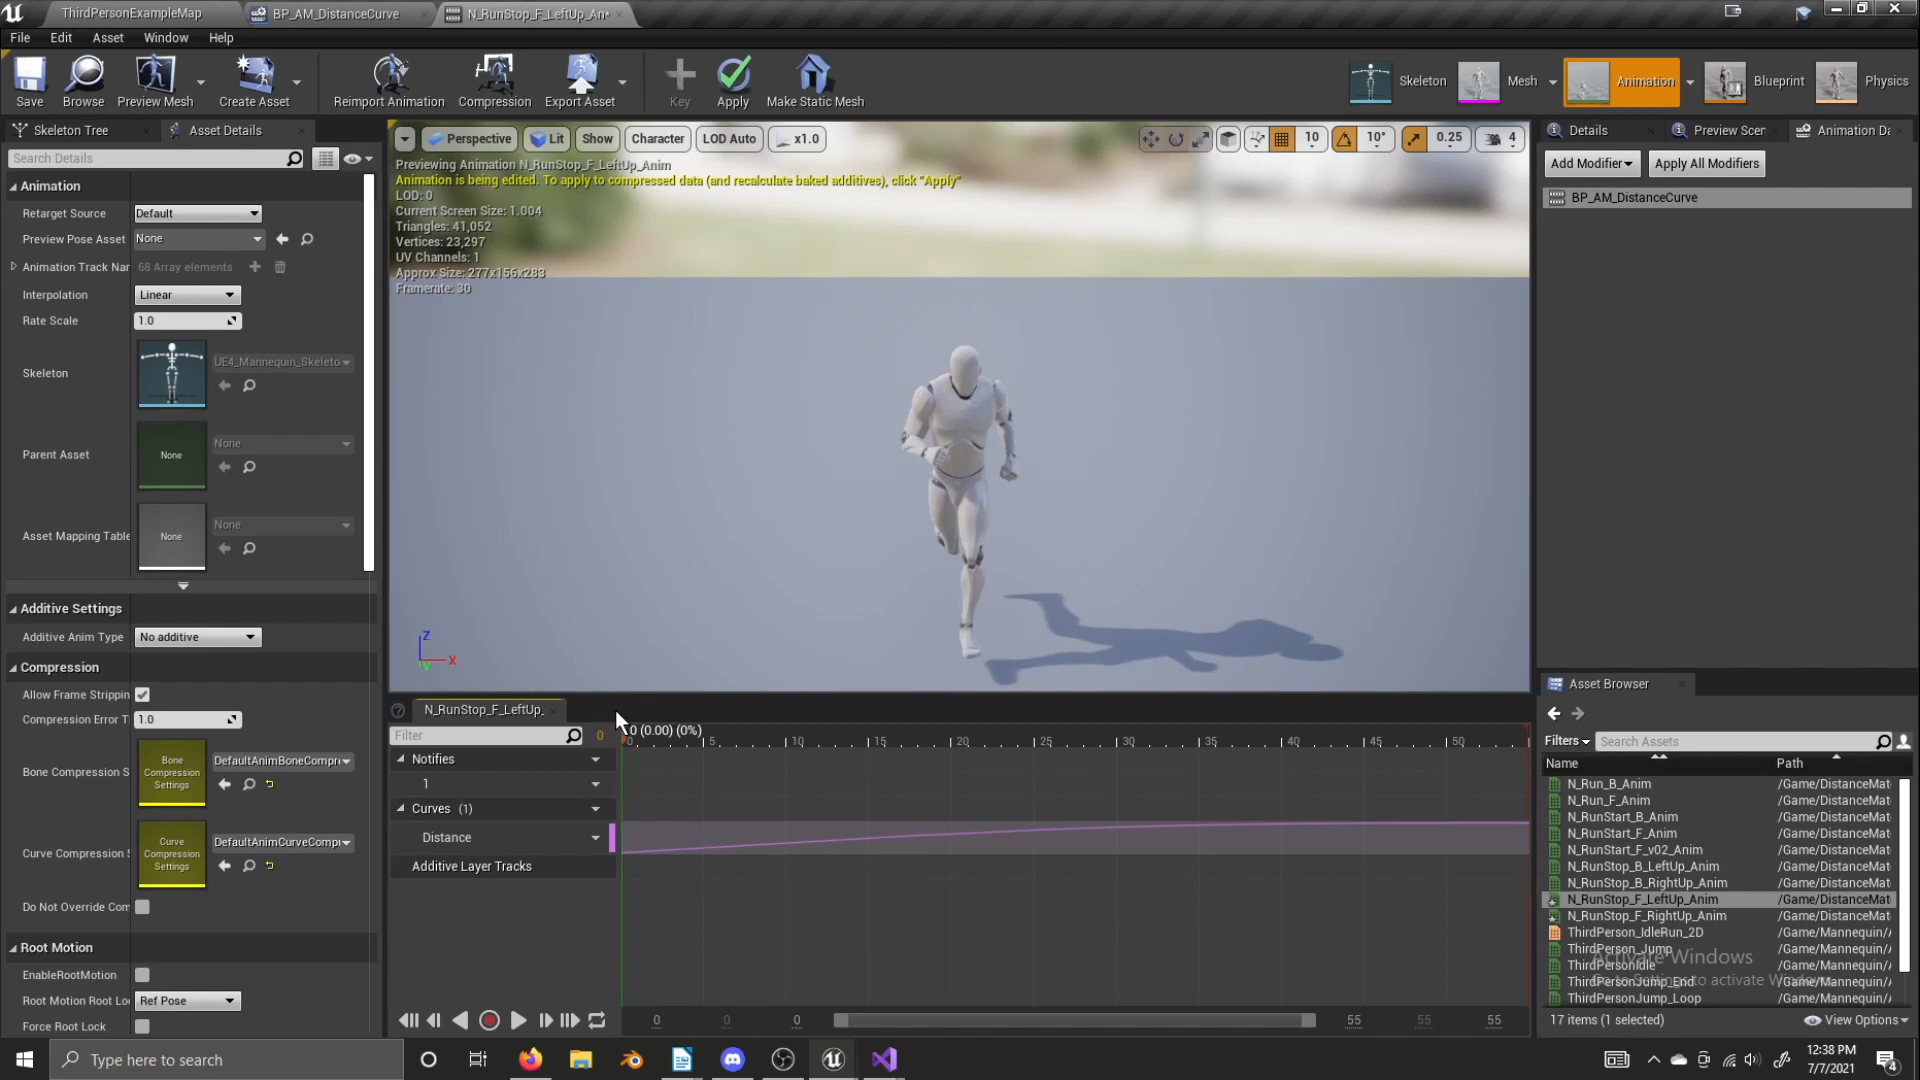 ThirdPersonExampleMap
BP_AM_DistanceCurve
N_RunStop_F_LeftUp_An*
File Edit Asset Window Help
Save
Browse
Preview Mesh
Create Asset
Reimport Animation
Compression
Export Asset
Key
Apply
Make Static Mesh
Skeleton
Mesh
Animation
Blueprint
Physics
Skeleton Tree
Asset Details
Search Details
Animation
Retarget Source Default
Preview Pose Asset None
Animation Track Nar 68 Array elements
Interpolation Linear
Rate Scale 1.0
Skeleton UE4_Mannequin_Skeleto
Parent Asset None None
Asset Mapping Table None None
Additive Settings
Additive Anim Type No additive
Compression
Allow Frame Strippin
Compression Error T 1.0
Bone Compression S Bone Compression Settings DefaultAnimBoneCompr
Curve Compression S Curve Compression Settings DefaultAnimCurveComp
Do Not Override Com
Root Motion
EnableRootMotion
Root Motion Root Lo Ref Pose
Force Root Lock
Perspective Lit Show Character LOD Auto x1.0
10 10° 0.25 4
Previewing Animation N_RunStop_F_LeftUp_Anim
Animation is being edited. To apply to compressed data (and recalculate baked additives), click "Apply"
LOD: 0
Current Screen Size: 1.004
Triangles: 41,052
Vertices: 23,297
UV Channels: 1
Approx Size: 277x156x283
Framerate: 30
Z
X
Y
N_RunStop_F_LeftUp_
Filter
0
0 (0.00) (0%)
0 5 10 15 20 25 30 35 40 45 50
Notifies
1
Curves (1)
Distance
Additive Layer Tracks
0 0 0 55 55 55
Details
Preview Scen
Animation Da
Add Modifier
Apply All Modifiers
BP_AM_DistanceCurve
Asset Browser
Filters
Search Assets
Name Path
N_Run_B_Anim /Game/DistanceMat
N_Run_F_Anim /Game/DistanceMat
N_RunStart_B_Anim /Game/DistanceMat
N_RunStart_F_Anim /Game/DistanceMat
N_RunStart_F_v02_Anim /Game/DistanceMat
N_RunStop_B_LeftUp_Anim /Game/DistanceMat
N_RunStop_B_RightUp_Anim /Game/DistanceMat
N_RunStop_F_LeftUp_Anim /Game/DistanceMat
N_RunStop_F_RightUp_Anim /Game/DistanceMat
ThirdPerson_IdleRun_2D /Game/Mannequin/
ThirdPerson_Jump /Game/Mannequin/
ThirdPersonIdle /Game/Mannequin/
ThirdPersonJump_End /Game/Mannequin/
ThirdPersonJump_Loop /Game/Mannequin/
Activate Windows
Go to Settings to activate Windows.
17 items (1 selected)
View Options
Type here to search
12:38 PM
7/7/2021
4